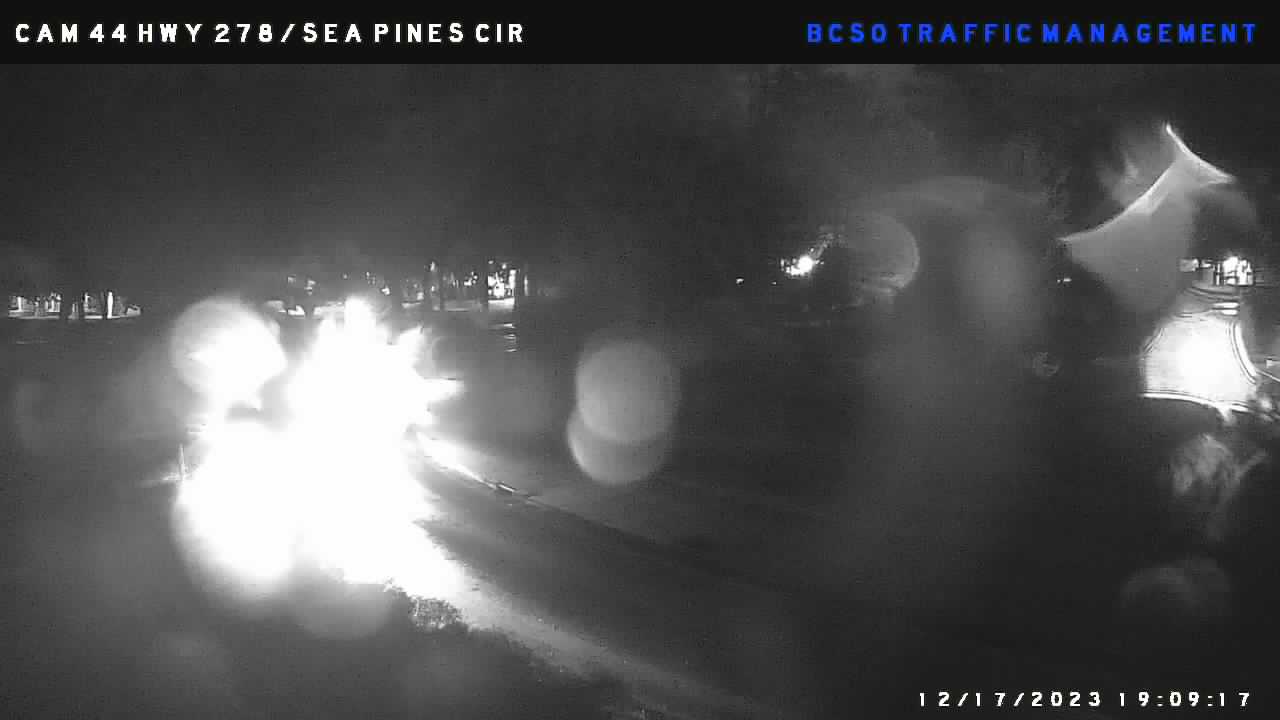 CAM 44 HWY 278/SEA PINES CIR
BCSO TRAFFIC MANAGEMENT
12/17/2023 19:09:17